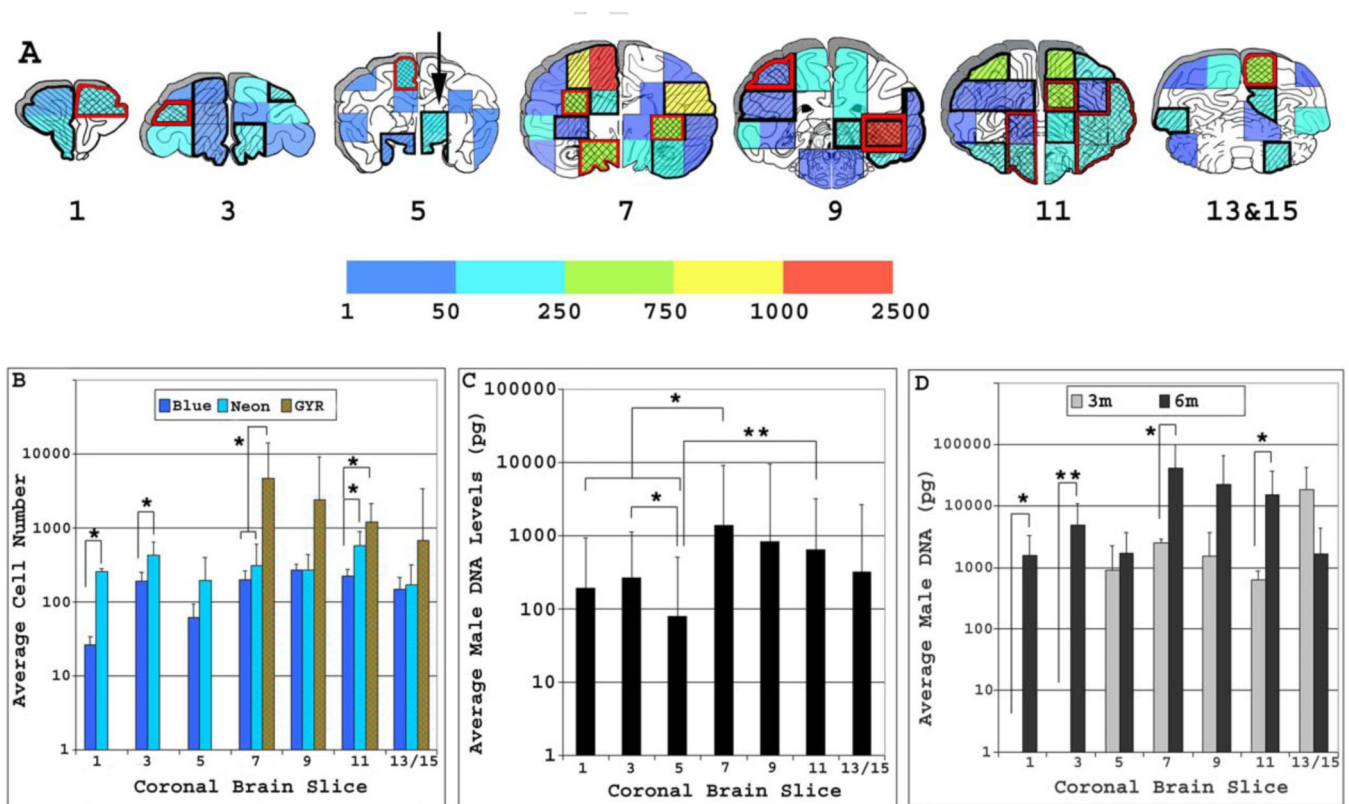 A
1 3 5 7 9 11 13&15
1 50 250 750 1000 2500
B
Blue Neon GYR
Average Cell Number
10000
1000
100
10
1
* * * * *
1 3 5 7 9 11 13/15
Coronal Brain Slice
C
Average Male DNA Levels (pg)
100000
10000
1000
100
10
1
* ** *
1 3 5 7 9 11 13/15
Coronal Brain Slice
D
3m 6m
Average Male DNA (pg)
100000
10000
1000
100
10
1
* ** * *
1 3 5 7 9 11 13/15
Coronal Brain Slice